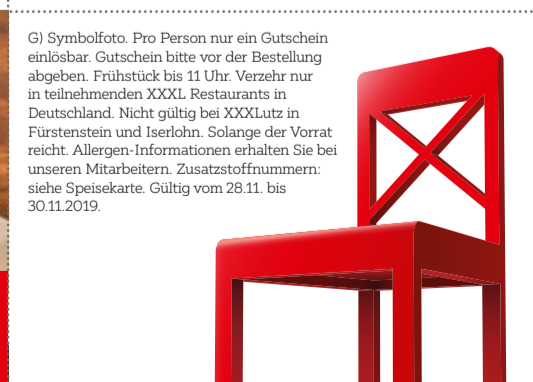 G) Symbolfoto. Pro Person nur ein Gutschein
einlösbar. Gutschein bitte vor der Bestellung
abgeben. Frühstück bis 11 Uhr. Verzehr nur
in teilnehmenden XXXL Restaurants in
Deutschland. Nicht gültig bei XXXLutz in
Fürstenstein und Iserlohn. Solange der Vorrat
reicht. Allergen-Informationen erhalten Sie bei
unseren Mitarbeitern. Zusatzstoffnummern:
siehe Speisekarte. Gültig vom 28.11. bis
30.11.2019.